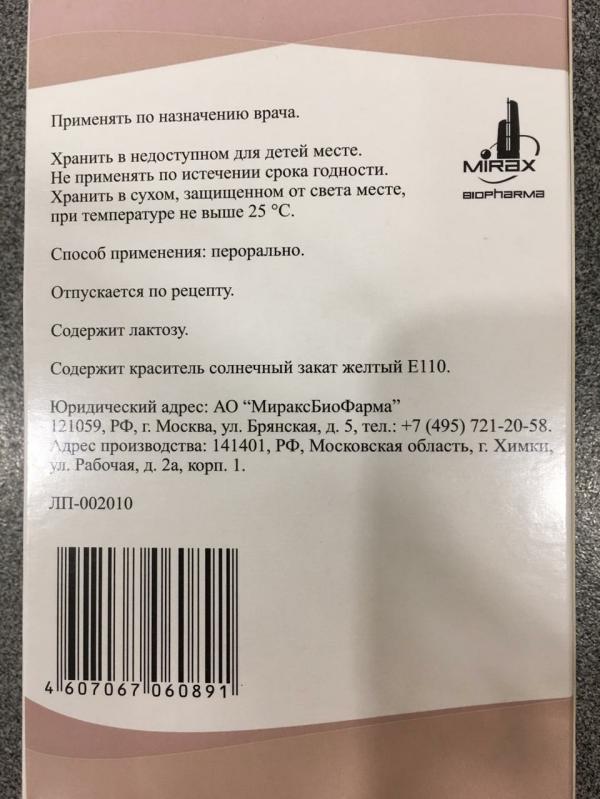 Применять по назначению врача.
MIRAX
BIOPHARMA
Хранить в недоступном для детей месте.
Не применять по истечении срока годности.
Хранить в сухом, защищенном от света месте,
при температуре не выше 25 °C.
Способ применения: перорально.
Отпускается по рецепту.
Содержит лактозу.
Содержит краситель солнечный закат желтый Е110.
Юридический адрес: АО “МираксБиоФарма”
121059, РФ, г. Москва, ул. Брянская, д. 5, тел.: +7 (495) 721-20-58.
Адрес производства: 141401, РФ, Московская область, г. Химки,
ул. Рабочая, д. 2а, корп. 1.
ЛП-002010
4 607067 060891